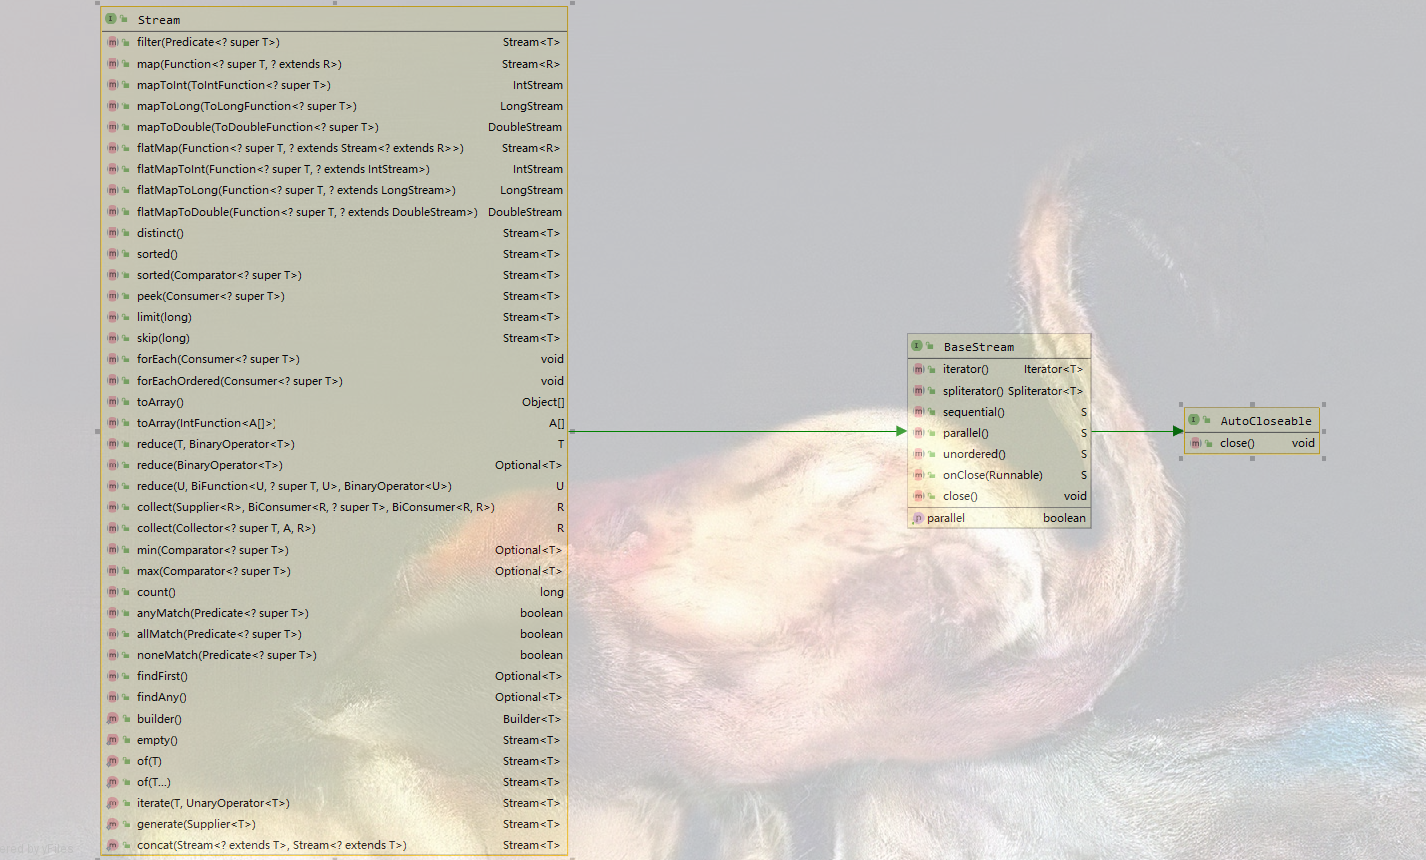 Stream
filter(Predicate<? super T>) Stream<T>
map(Function<? super T, ? extends R>) Stream<R>
mapToInt(ToIntFunction<? super T>) IntStream
mapToLong(ToLongFunction<? super T>) LongStream
mapToDouble(ToDoubleFunction<? super T>) DoubleStream
flatMap(Function<? super T, ? extends Stream<? extends R>>) Stream<R>
flatMapToInt(Function<? super T, ? extends IntStream>) IntStream
flatMapToLong(Function<? super T, ? extends LongStream>) LongStream
flatMapToDouble(Function<? super T, ? extends DoubleStream>) DoubleStream
distinct() Stream<T>
sorted() Stream<T>
sorted(Comparator<? super T>) Stream<T>
peek(Consumer<? super T>) Stream<T>
limit(long) Stream<T>
skip(long) Stream<T>
forEach(Consumer<? super T>) void
forEachOrdered(Consumer<? super T>) void
toArray() Object[]
toArray(IntFunction<A[]>) A[]
reduce(T, BinaryOperator<T>) T
reduce(BinaryOperator<T>) Optional<T>
reduce(U, BiFunction<U, ? super T, U>, BinaryOperator<U>) U
collect(Supplier<R>, BiConsumer<R, ? super T>, BiConsumer<R, R>) R
collect(Collector<? super T, A, R>) R
min(Comparator<? super T>) Optional<T>
max(Comparator<? super T>) Optional<T>
count() long
anyMatch(Predicate<? super T>) boolean
allMatch(Predicate<? super T>) boolean
noneMatch(Predicate<? super T>) boolean
findFirst() Optional<T>
findAny() Optional<T>
builder() Builder<T>
empty() Stream<T>
of(T) Stream<T>
of(T...) Stream<T>
iterate(T, UnaryOperator<T>) Stream<T>
generate(Supplier<T>) Stream<T>
concat(Stream<? extends T>, Stream<? extends T>) Stream<T>
BaseStream
iterator() Iterator<T>
spliterator() Spliterator<T>
sequential() S
parallel() S
unordered() S
onClose(Runnable) S
close() void
parallel boolean
AutoCloseable
close() void